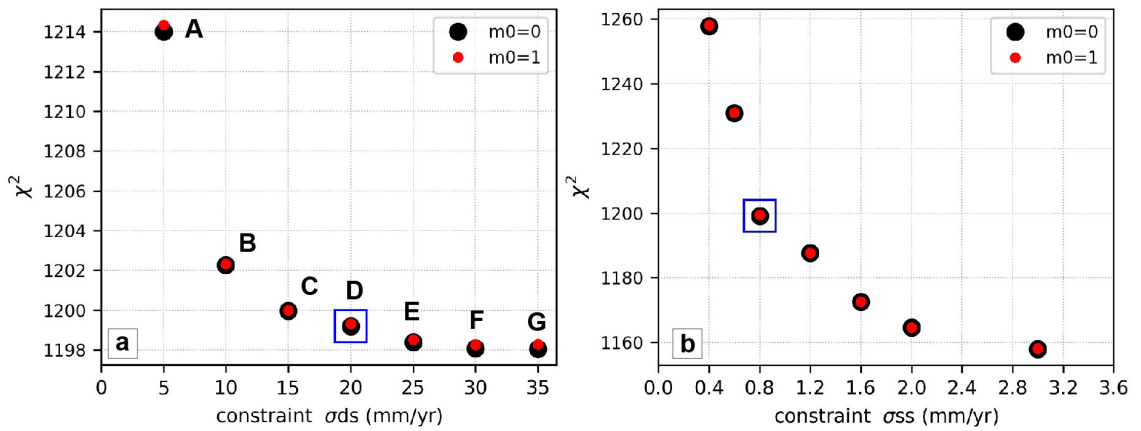 1214
1212
1210
1208
1206
1204
1202
1200
1198
χ²
0
5
10
15
20
25
30
35
constraint σds (mm/yr)
m0=0
m0=1
A
B
C
D
E
F
G
a
1260
1240
1220
1200
1180
1160
χ²
0.0
0.4
0.8
1.2
1.6
2.0
2.4
2.8
3.2
3.6
constraint σss (mm/yr)
m0=0
m0=1
b